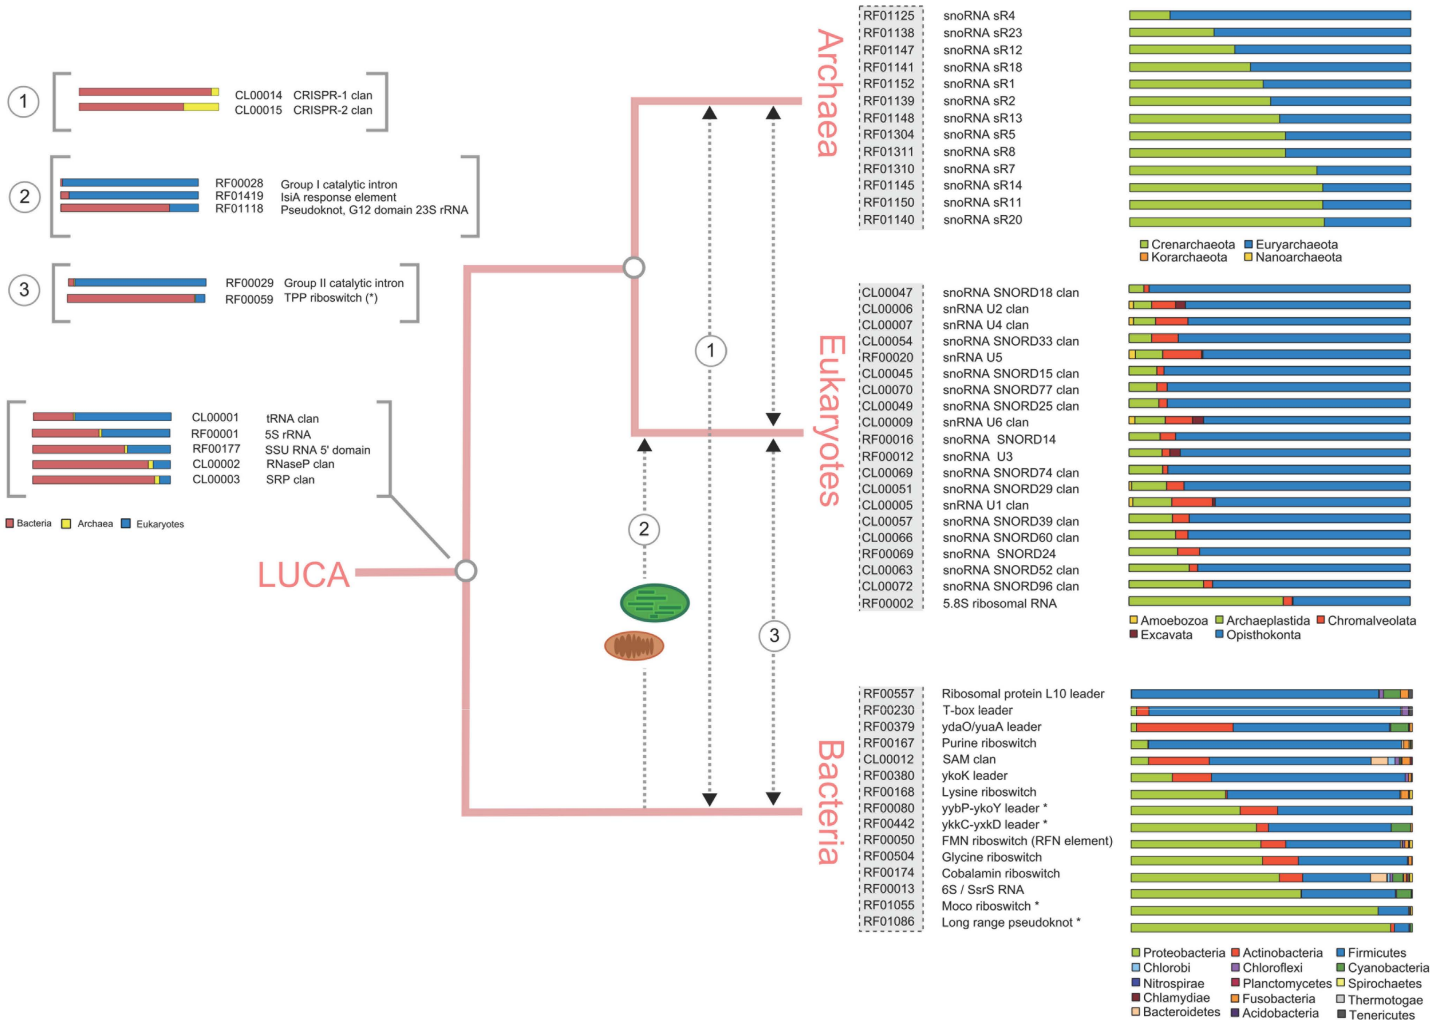 1
CL00014 CRISPR-1 clan
CL00015 CRISPR-2 clan
2
RF00028 Group I catalytic intron
RF01419 IsiA response element
RF01118 Pseudoknot, G12 domain 23S rRNA
3
RF00029 Group II catalytic intron
RF00059 TPP riboswitch (*)
CL00001 tRNA clan
RF00001 5S rRNA
RF00177 SSU RNA 5' domain
CL00002 RNaseP clan
CL00003 SRP clan
Bacteria Archaea Eukaryotes
LUCA
1
2
3
Archaea
RF01125 snoRNA sR4
RF01138 snoRNA sR23
RF01147 snoRNA sR12
RF01141 snoRNA sR18
RF01152 snoRNA sR1
RF01139 snoRNA sR2
RF01148 snoRNA sR13
RF01304 snoRNA sR5
RF01311 snoRNA sR8
RF01310 snoRNA sR7
RF01145 snoRNA sR14
RF01150 snoRNA sR11
RF01140 snoRNA sR20
Crenarchaeota Euryarchaeota
Korarchaeota Nanoarchaeota
Eukaryotes
CL00047 snoRNA SNORD18 clan
CL00006 snRNA U2 clan
CL00007 snRNA U4 clan
CL00054 snoRNA SNORD33 clan
RF00020 snRNA U5
CL00045 snoRNA SNORD15 clan
CL00070 snoRNA SNORD77 clan
CL00049 snoRNA SNORD25 clan
CL00009 snRNA U6 clan
RF00016 snoRNA SNORD14
RF00012 snoRNA U3
CL00069 snoRNA SNORD74 clan
CL00051 snoRNA SNORD29 clan
CL00005 snRNA U1 clan
CL00057 snoRNA SNORD39 clan
CL00066 snoRNA SNORD60 clan
RF00069 snoRNA SNORD24
CL00063 snoRNA SNORD52 clan
CL00072 snoRNA SNORD96 clan
RF00002 5.8S ribosomal RNA
Amoebozoa Archaeplastida Chromalveolata
Excavata Opisthokonta
Bacteria
RF00557 Ribosomal protein L10 leader
RF00230 T-box leader
RF00379 ydaO/yuaA leader
RF00167 Purine riboswitch
CL00012 SAM clan
RF00380 ykoK leader
RF00168 Lysine riboswitch
RF00080 yybP-ykoY leader *
RF00442 ykkC-yxkD leader *
RF00050 FMN riboswitch (RFN element)
RF00504 Glycine riboswitch
RF00174 Cobalamin riboswitch
RF00013 6S / SsrS RNA
RF01055 Moco riboswitch *
RF01086 Long range pseudoknot *
Proteobacteria Actinobacteria Firmicutes
Chlorobi Chloroflexi Cyanobacteria
Nitrospirae Planctomycetes Spirochaetes
Chlamydiae Fusobacteria Thermotogae
Bacteroidetes Acidobacteria Tenericutes